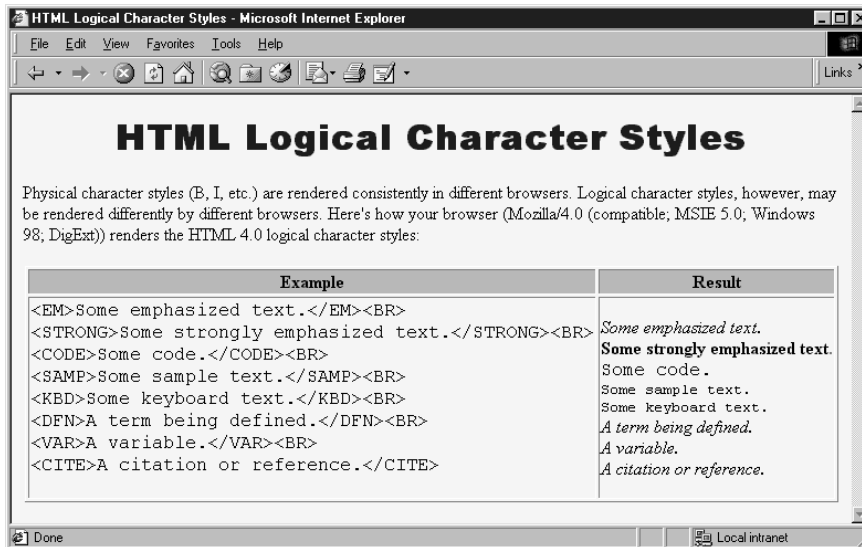 HTML Logical Character Styles - Microsoft Internet Explorer
File Edit View Favorites Tools Help
Links
HTML Logical Character Styles
Physical character styles (B, I, etc.) are rendered consistently in different browsers. Logical character styles, however, may
be rendered differently by different browsers. Here's how your browser (Mozilla/4.0 (compatible; MSIE 5.0; Windows
98; DigExt)) renders the HTML 4.0 logical character styles:
Example Result
<EM>Some emphasized text.</EM><BR>
<STRONG>Some strongly emphasized text.</STRONG><BR>
<CODE>Some code.</CODE><BR>
<SAMP>Some sample text.</SAMP><BR>
<KBD>Some keyboard text.</KBD><BR>
<DFN>A term being defined.</DFN><BR>
<VAR>A variable.</VAR><BR>
<CITE>A citation or reference.</CITE>
Some emphasized text.
Some strongly emphasized text.
Some code.
Some sample text.
Some keyboard text.
A term being defined.
A variable.
A citation or reference.
Done Local intranet